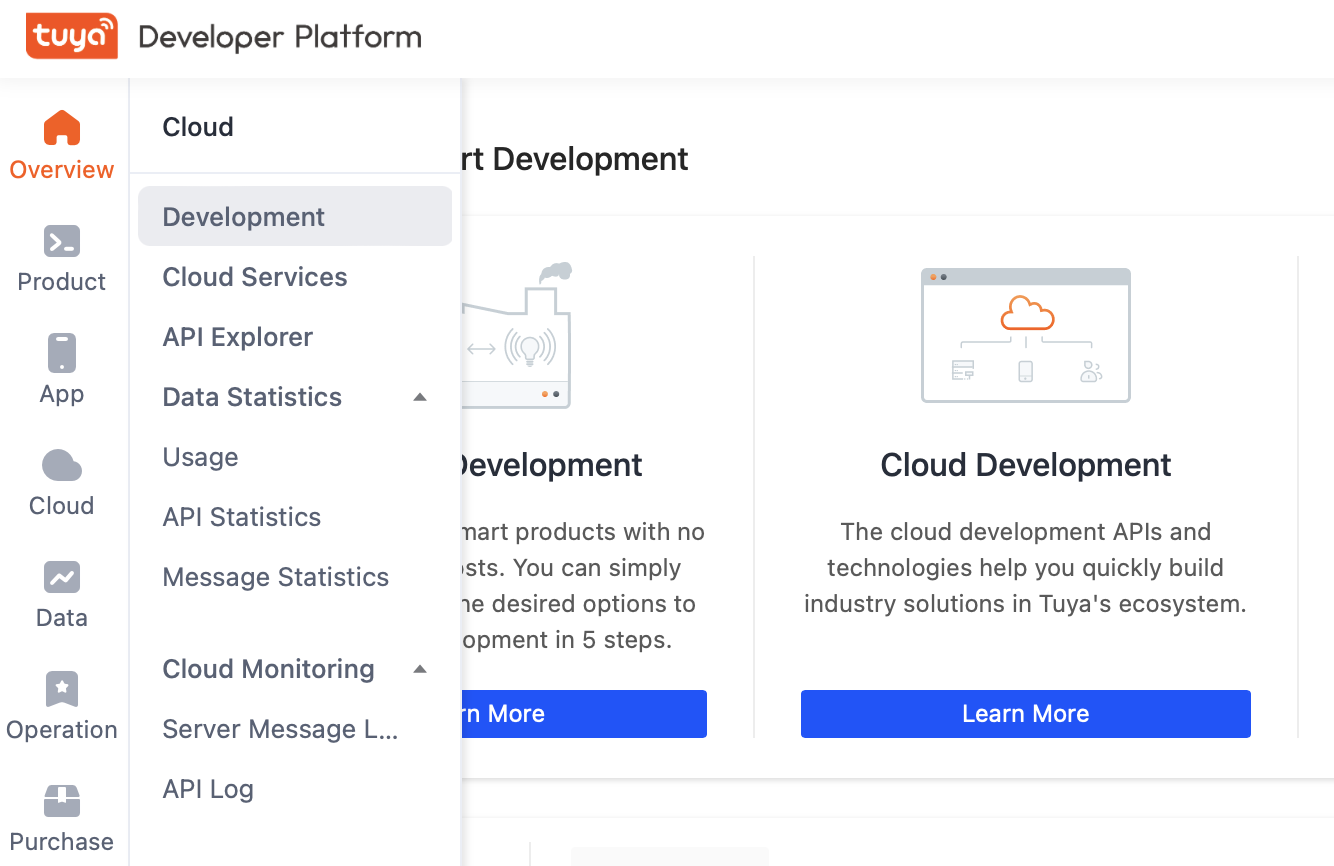 tuya Developer Platform
Overview
Product
App
Cloud
Data
Operation
Purchase
Cloud
Development
Cloud Services
API Explorer
Data Statistics
Usage
API Statistics
Message Statistics
Cloud Monitoring
Server Message L...
API Log
rt Development
Development
mart products with no
sts. You can simply
ne desired options to
opment in 5 steps.
rn More
Cloud Development
The cloud development APIs and
technologies help you quickly build
industry solutions in Tuya's ecosystem.
Learn More